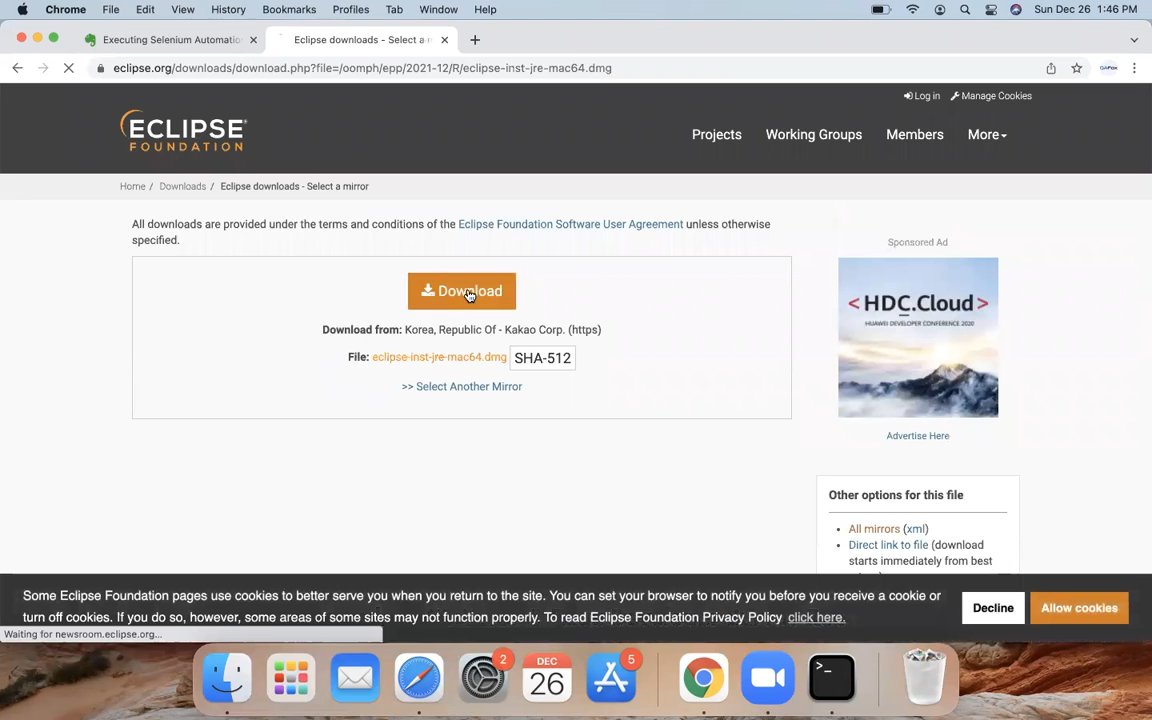 Chrome File Edit View History Bookmarks Profiles Tab Window Help Sun Dec 26 1:46 PM
Executing Selenium Automatio
Eclipse downloads - Select a
eclipse.org/downloads/download.php?file=/oomph/epp/2021-12/R/eclipse-inst-jre-mac64.dmg
QAFox
Log in Manage Cookies
ECLIPSE
FOUNDATION
Projects Working Groups Members More
Home / Downloads / Eclipse downloads - Select a mirror
All downloads are provided under the terms and conditions of the Eclipse Foundation Software User Agreement unless otherwise
specified.
Download
Download from: Korea, Republic Of - Kakao Corp. (https)
File: eclipse-inst-jre-mac64.dmg SHA-512
>> Select Another Mirror
Sponsored Ad
<HDC.Cloud>
HUAWEI DEVELOPER CONFERENCE 2020
Advertise Here
Other options for this file
All mirrors (xml)
Direct link to file (download
starts immediately from best
Some Eclipse Foundation pages use cookies to better serve you when you return to the site. You can set your browser to notify you before you receive a cookie or
turn off cookies. If you do so, however, some areas of some sites may not function properly. To read Eclipse Foundation Privacy Policy click here.
Decline
Allow cookies
Waiting for newsroom.eclipse.org...
2
DEC
26
5
>_